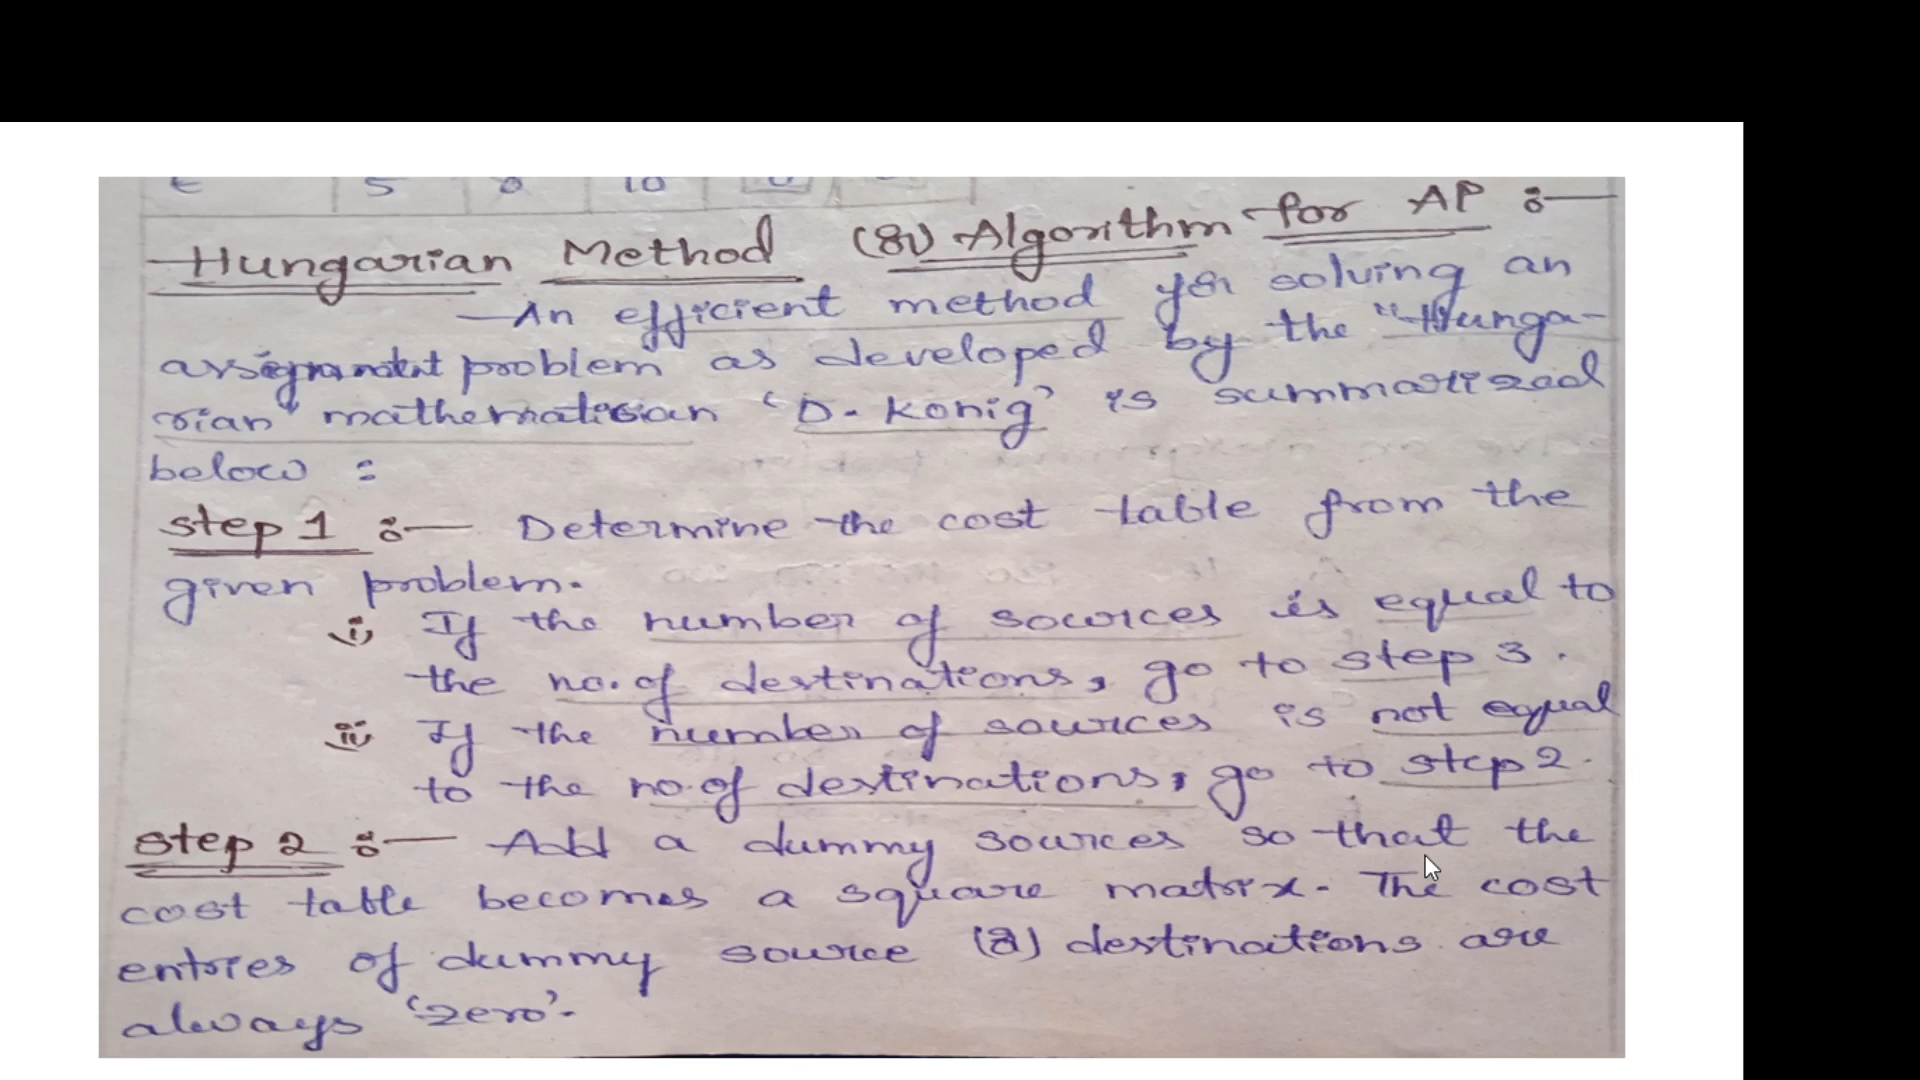 5 8 10
Hungarian Method (or) Algorithm for AP :—
An efficient method for solving an
assignment problem as developed by the "Hunga-
rian" mathematician 'D. Konig' is summarized
below :
Step 1 :— Determine the cost table from the
given problem.
i) If the number of sources is equal to
the no. of destinations, go to step 3.
ii) If the number of sources is not equal
to the no. of destinations, go to step 2.
Step 2 :— Add a dummy sources so that the
cost table becomes a square matrix. The cost
entries of dummy source (or) destinations are
always 'zero'.